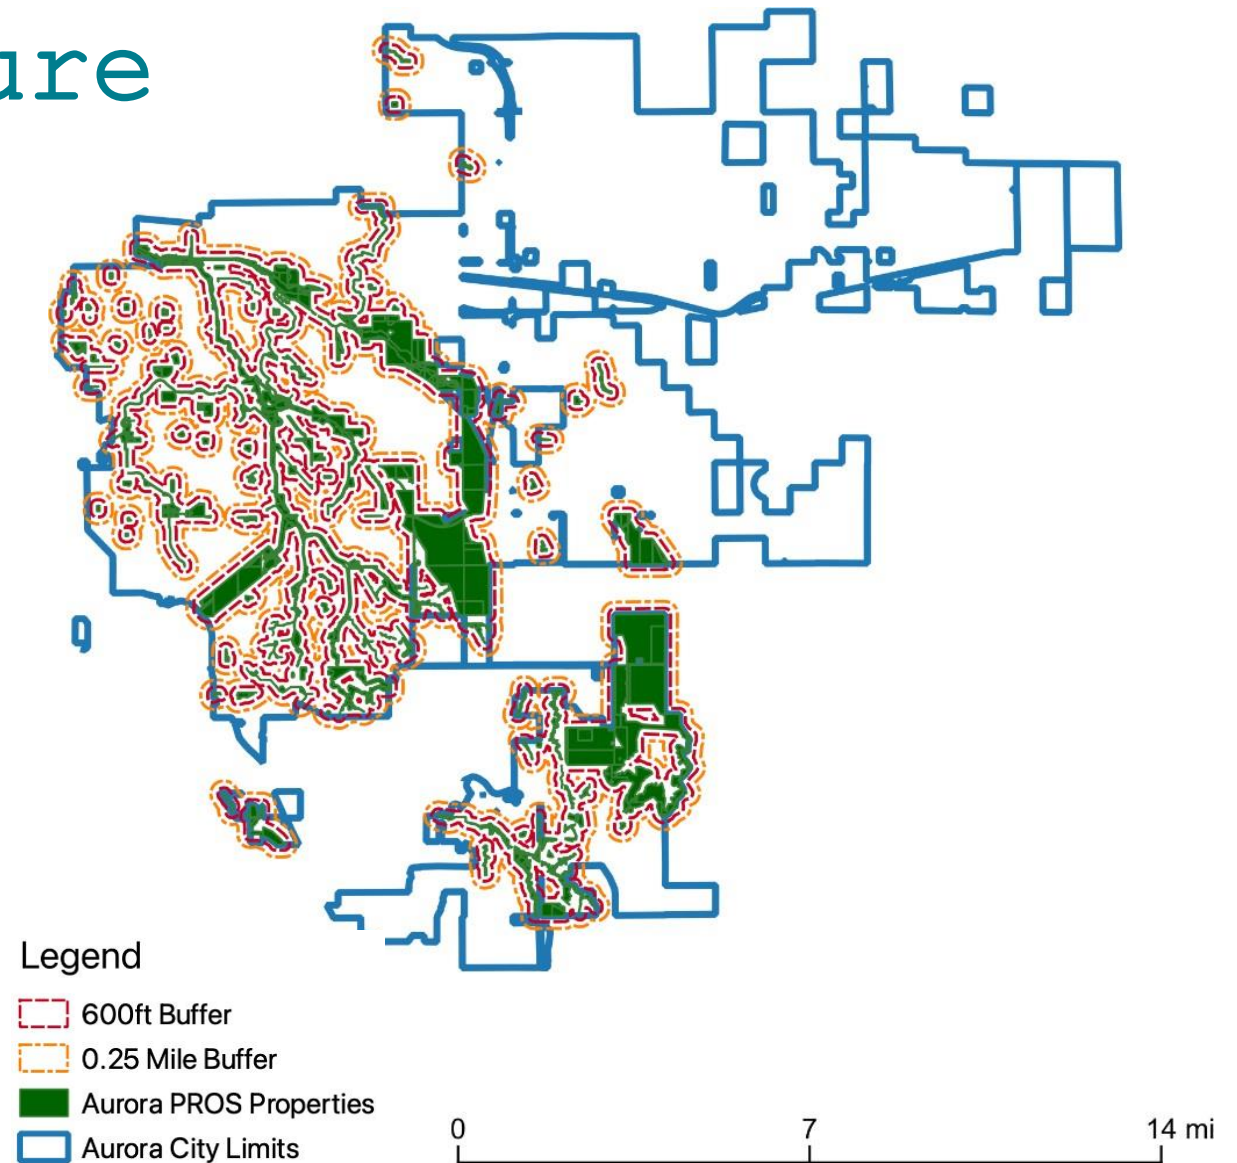 ure
Legend
600ft Buffer
0.25 Mile Buffer
Aurora PROS Properties
Aurora City Limits
0 7 14 mi